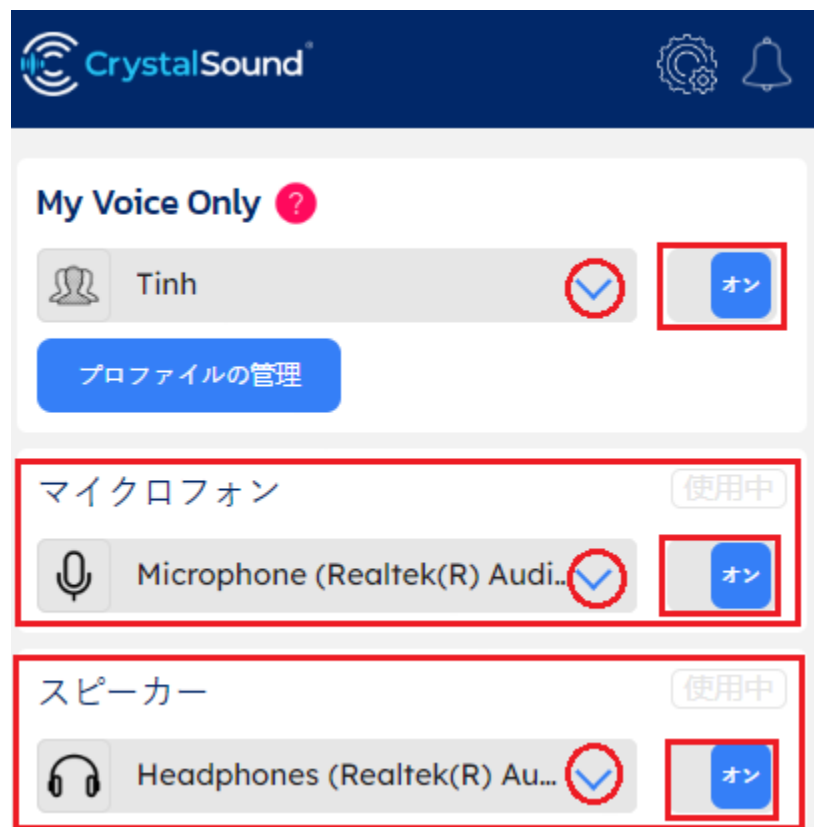 CrystalSound®
My Voice Only ?
Tinh オン
プロファイルの管理
マイクロフォン 使用中
Microphone (Realtek(R) Audi... オン
スピーカー 使用中
Headphones (Realtek(R) Au... オン